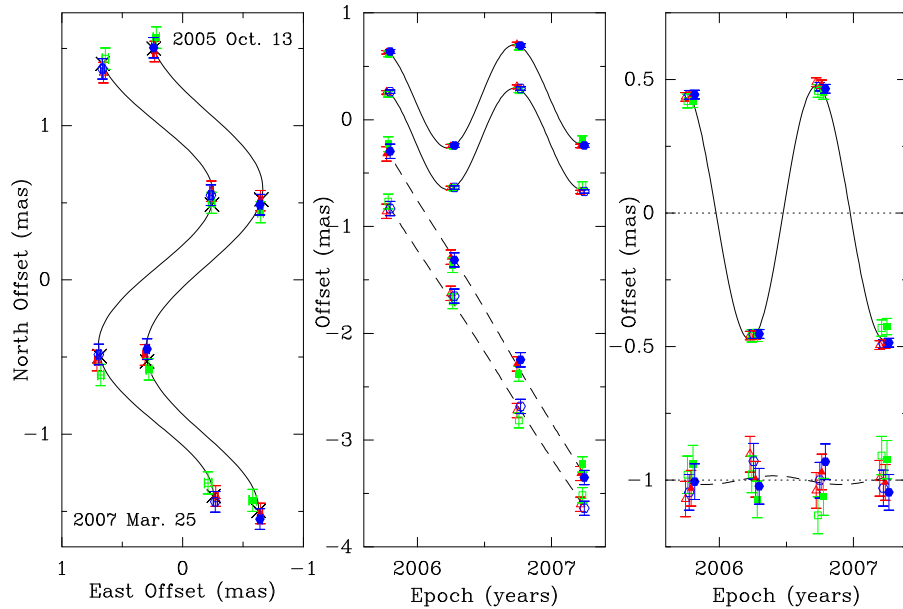 2005 Oct. 13
2007 Mar. 25
North Offset (mas)
1
0
−1
1
0
−1
East Offset (mas)
Offset (mas)
1
0
−1
−2
−3
−4
2006
2007
Epoch (years)
Offset (mas)
0.5
0
−0.5
−1
2006
2007
Epoch (years)